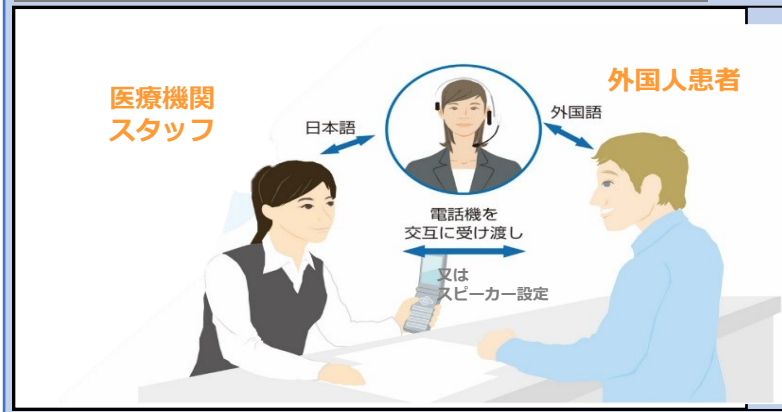 医療機関
スタッフ
外国人患者
日本語
外国語
電話機を
交互に受け渡し
又は
スピーカー設定